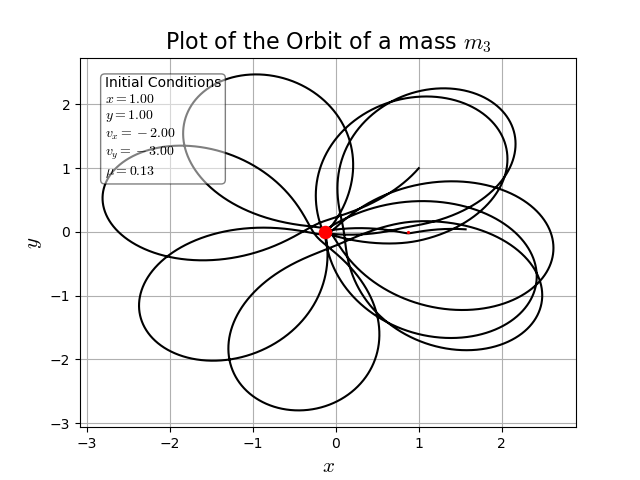 Plot of the Orbit of a mass m₃
Initial Conditions
x = 1.00
y = 1.00
vₓ = −2.00
v_y = −3.00
μ = 0.13
2
1
0
−1
−2
−3
y
−3 −2 −1 0 1 2
x